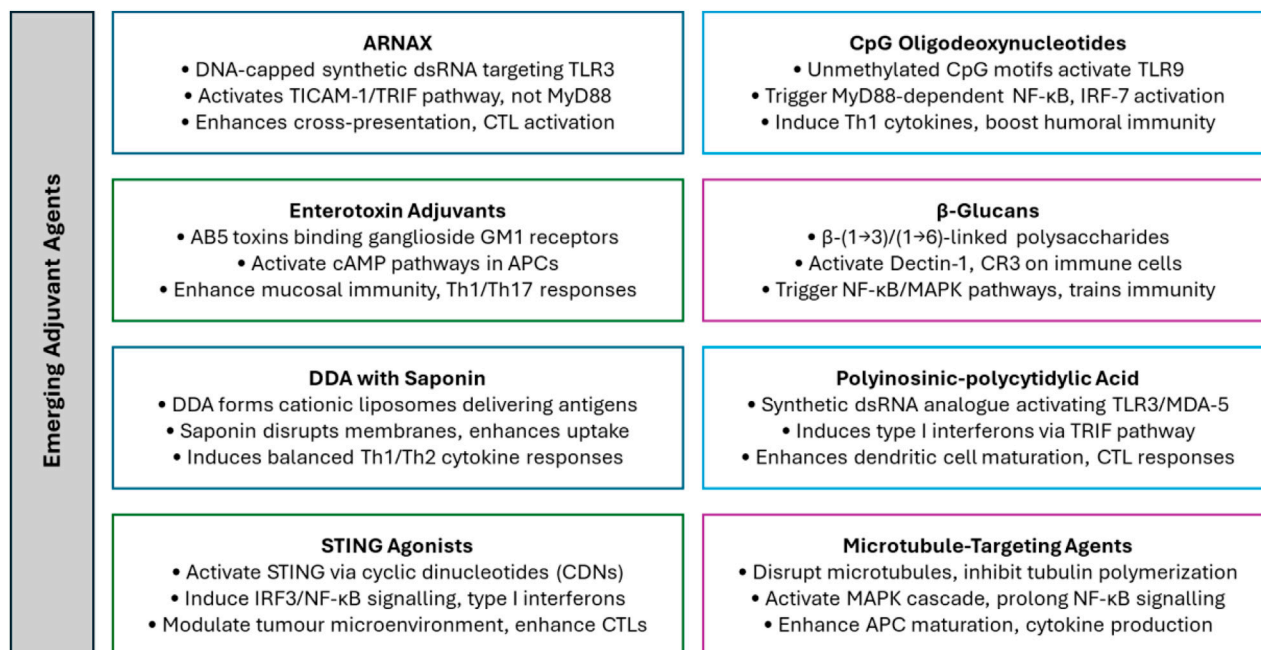 Emerging Adjuvant Agents
ARNAX
• DNA-capped synthetic dsRNA targeting TLR3
• Activates TICAM-1/TRIF pathway, not MyD88
• Enhances cross-presentation, CTL activation
CpG Oligodeoxynucleotides
• Unmethylated CpG motifs activate TLR9
• Trigger MyD88-dependent NF-κB, IRF-7 activation
• Induce Th1 cytokines, boost humoral immunity
Enterotoxin Adjuvants
• AB5 toxins binding ganglioside GM1 receptors
• Activate cAMP pathways in APCs
• Enhance mucosal immunity, Th1/Th17 responses
β-Glucans
• β-(1→3)/(1→6)-linked polysaccharides
• Activate Dectin-1, CR3 on immune cells
• Trigger NF-κB/MAPK pathways, trains immunity
DDA with Saponin
• DDA forms cationic liposomes delivering antigens
• Saponin disrupts membranes, enhances uptake
• Induces balanced Th1/Th2 cytokine responses
Polyinosinic-polycytidylic Acid
• Synthetic dsRNA analogue activating TLR3/MDA-5
• Induces type I interferons via TRIF pathway
• Enhances dendritic cell maturation, CTL responses
STING Agonists
• Activate STING via cyclic dinucleotides (CDNs)
• Induce IRF3/NF-κB signalling, type I interferons
• Modulate tumour microenvironment, enhance CTLs
Microtubule-Targeting Agents
• Disrupt microtubules, inhibit tubulin polymerization
• Activate MAPK cascade, prolong NF-κB signalling
• Enhance APC maturation, cytokine production